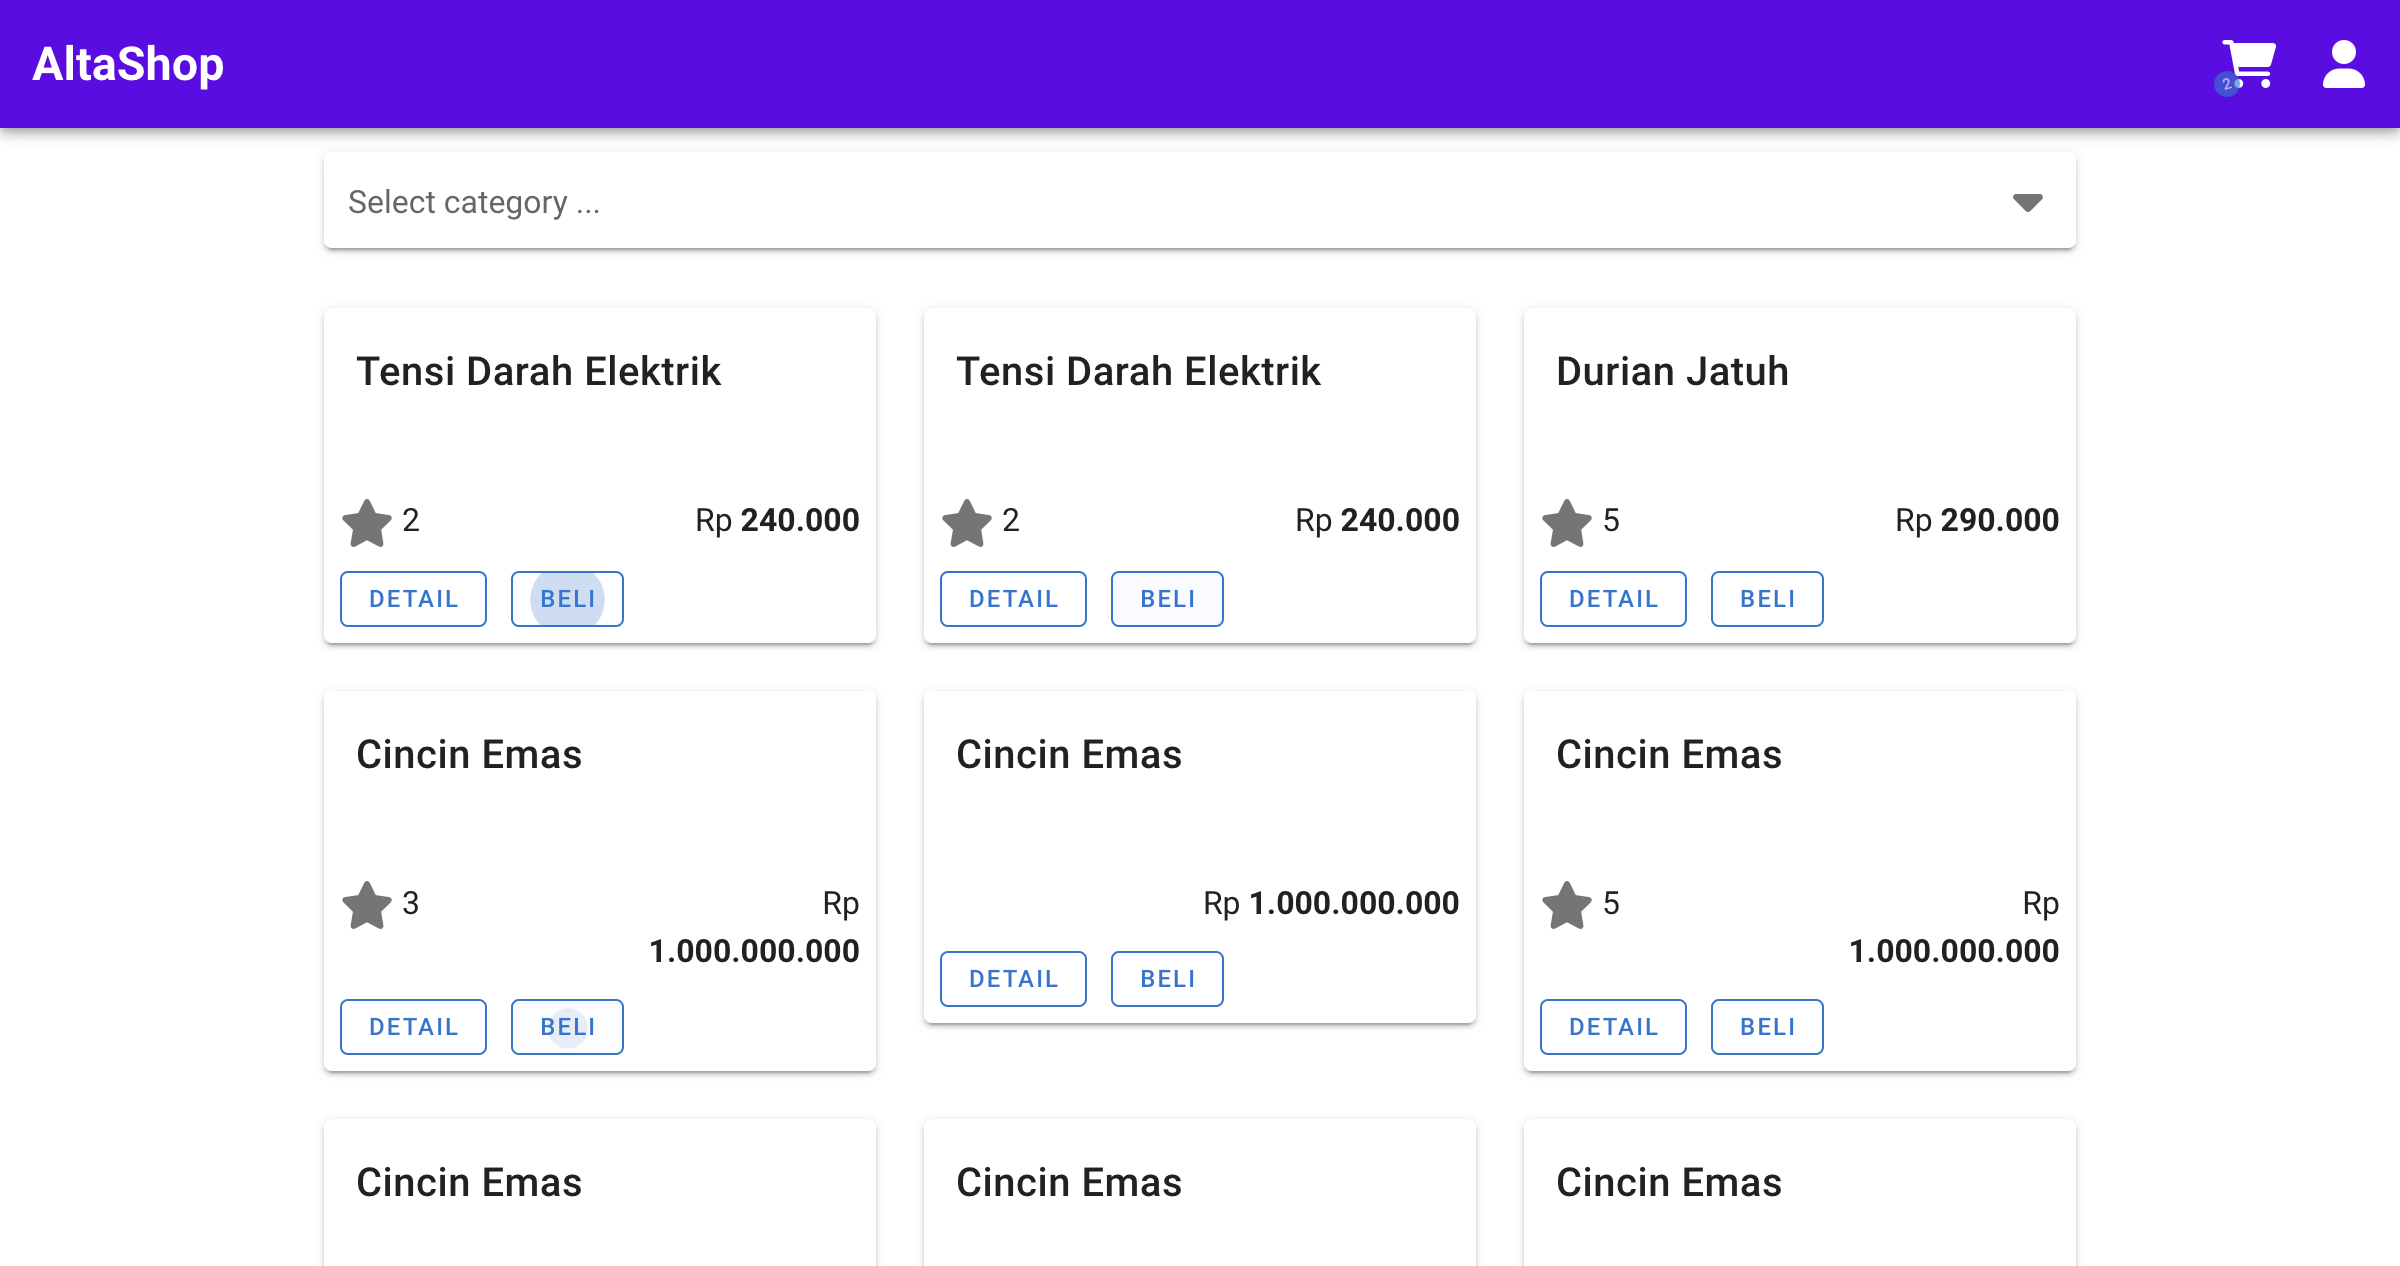 AltaShop
2
Select category ...
Tensi Darah Elektrik
2
Rp 240.000
DETAIL
BELI
Tensi Darah Elektrik
2
Rp 240.000
DETAIL
BELI
Durian Jatuh
5
Rp 290.000
DETAIL
BELI
Cincin Emas
3
Rp
1.000.000.000
DETAIL
BELI
Cincin Emas
Rp 1.000.000.000
DETAIL
BELI
Cincin Emas
5
Rp
1.000.000.000
DETAIL
BELI
Cincin Emas
Cincin Emas
Cincin Emas